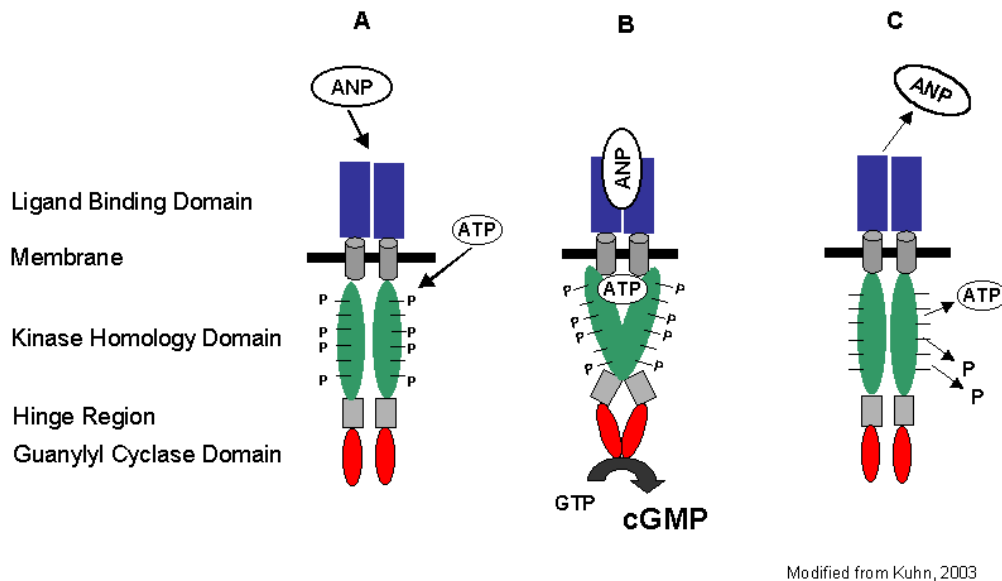 A
B
C
ANP
ANP
ANP
Ligand Binding Domain
ATP
Membrane
ATP
ATP
P P
P P
P P
P P
P P
P P
P P
P P
Kinase Homology Domain
P
P
Hinge Region
Guanylyl Cyclase Domain
GTP
cGMP
Modified from Kuhn, 2003